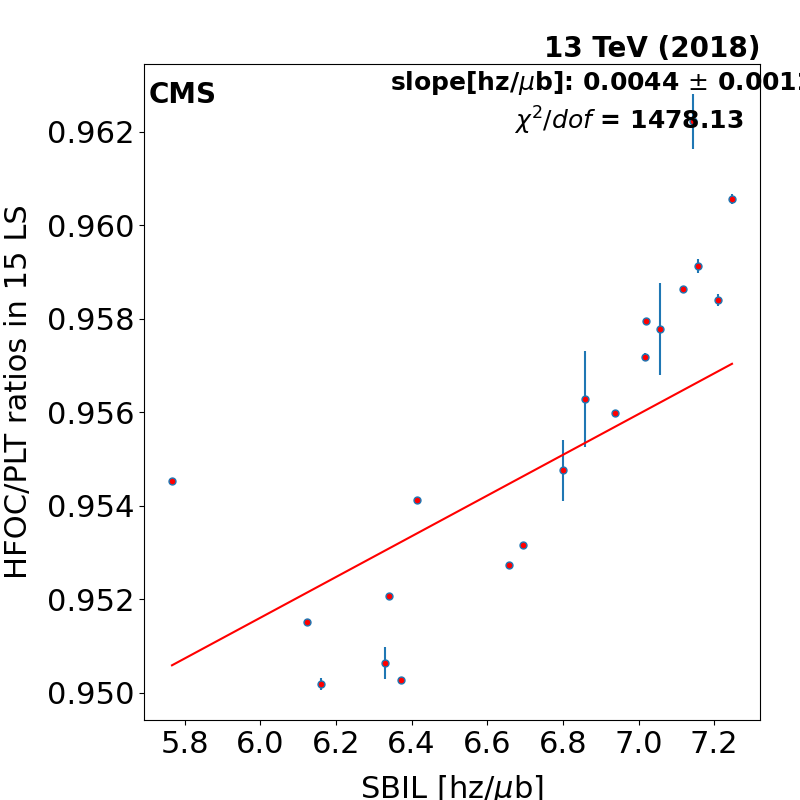 13 TeV (2018)
CMS
slope[hz/μb]: 0.0044 ± 0.001
χ²/dof = 1478.13
HFOC/PLT ratios in 15 LS
0.962
0.960
0.958
0.956
0.954
0.952
0.950
5.8 6.0 6.2 6.4 6.6 6.8 7.0 7.2
SBIL [hz/μb]